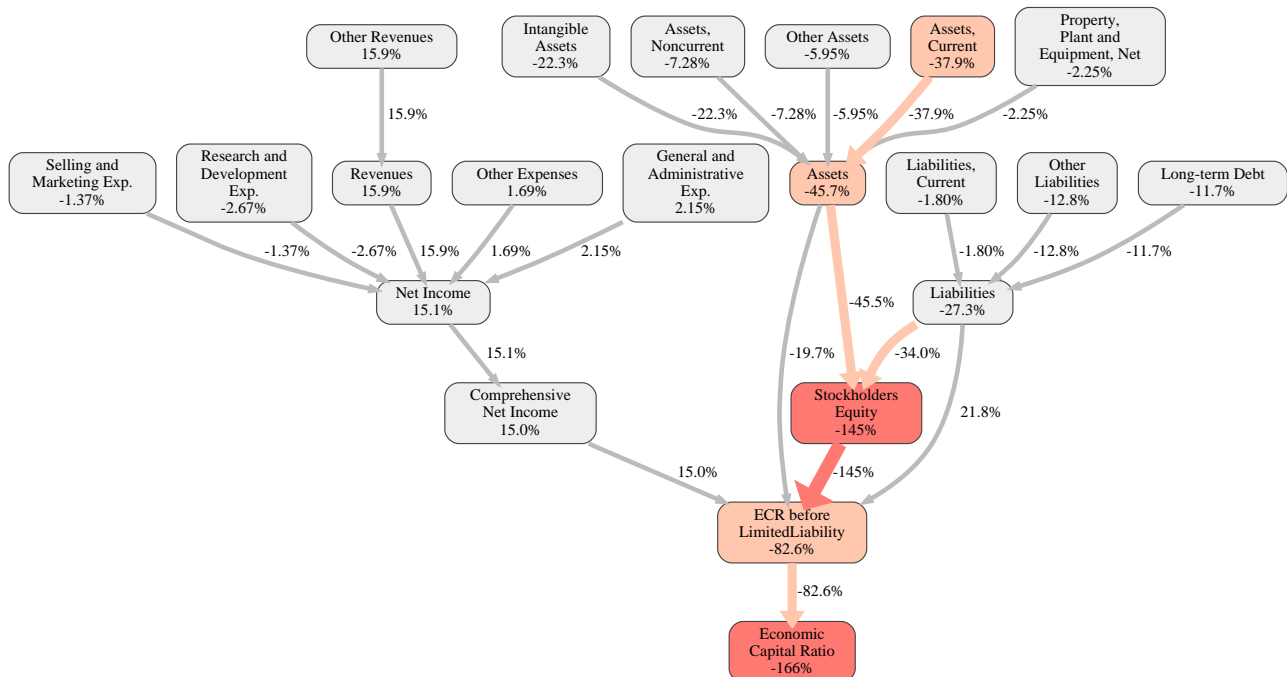 Other Revenues
15.9%
Intangible
Assets
-22.3%
Assets,
Noncurrent
-7.28%
Other Assets
-5.95%
Assets,
Current
-37.9%
Property,
Plant and
Equipment, Net
-2.25%
15.9%
-22.3%
-7.28%
-5.95%
-37.9%
-2.25%
Selling and
Marketing Exp.
-1.37%
Research and
Development
Exp.
-2.67%
Revenues
15.9%
Other Expenses
1.69%
General and
Administrative
Exp.
2.15%
Assets
-45.7%
Liabilities,
Current
-1.80%
Other
Liabilities
-12.8%
Long-term Debt
-11.7%
-1.37%
-2.67%
15.9%
1.69%
2.15%
-1.80%
-12.8%
-11.7%
Net Income
15.1%
-45.5%
Liabilities
-27.3%
15.1%
-19.7%
-34.0%
Comprehensive
Net Income
15.0%
Stockholders
Equity
-145%
21.8%
15.0%
-145%
ECR before
LimitedLiability
-82.6%
-82.6%
Economic
Capital Ratio
-166%